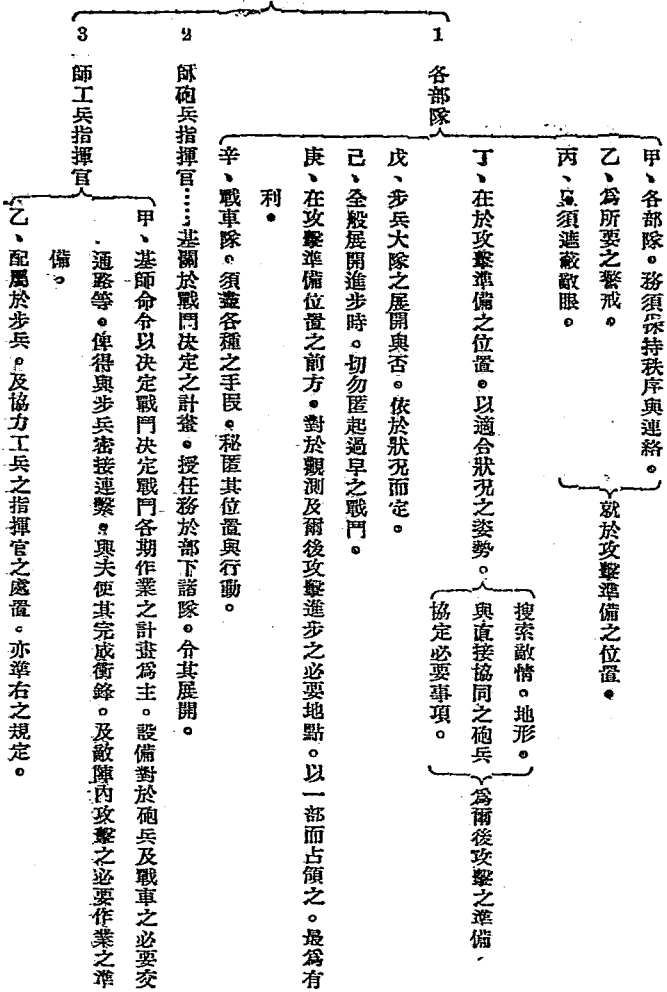 1　各部隊
甲、各部隊。務須保持秩序與連絡。
乙、爲所要之警戒。
丙、須遮蔽敵眼。
就於攻擊準備之位置。
丁、在於攻擊準備之位置。以適合狀況之姿勢。
搜索敵情。地形。
與直接協同之砲兵
協定必要事項。
爲爾後攻擊之準備、
戊、步兵大隊之展開與否。依於狀況而定。
己、全般展開進步時。切勿匿起過早之戰鬥。
庚、在攻擊準備位置之前方。對於觀測及爾後攻擊進步之必要地點。以一部而占領之。最爲有
利。
辛、戰車隊。須盡各種之手段。秘匿其位置與行動。
2　師砲兵指揮官……基關於戰鬥決定之計畫。授任務於部下諸隊。令其展開。
3　師工兵指揮官
甲、基師命令以決定戰鬥決定戰鬥各期作業之計畫爲主。設備對於砲兵及戰車之必要交
通路等。俾得與步兵密接連繫。與夫使其完成衝鋒。及敵陣內攻擊之必要作業之準
備。
乙、配屬於步兵。及協力工兵之指揮官之處置。亦準右之規定。